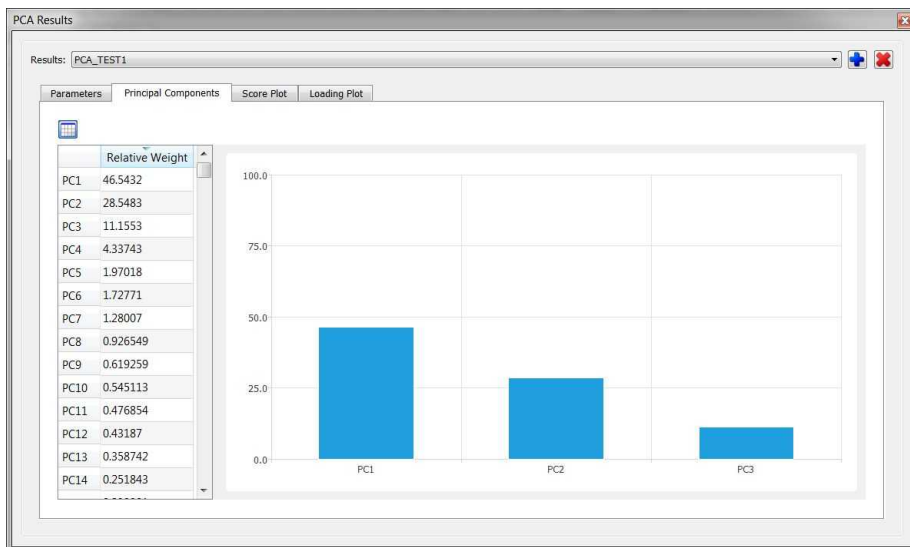 PCA Results
Results: PCA_TEST1
Parameters Principal Components Score Plot Loading Plot
Relative Weight
PC1 46.5432
PC2 28.5483
PC3 11.1553
PC4 4.33743
PC5 1.97018
PC6 1.72771
PC7 1.28007
PC8 0.926549
PC9 0.619259
PC10 0.545113
PC11 0.476854
PC12 0.43187
PC13 0.358742
PC14 0.251843
100.0
75.0
50.0
25.0
0.0
PC1 PC2 PC3